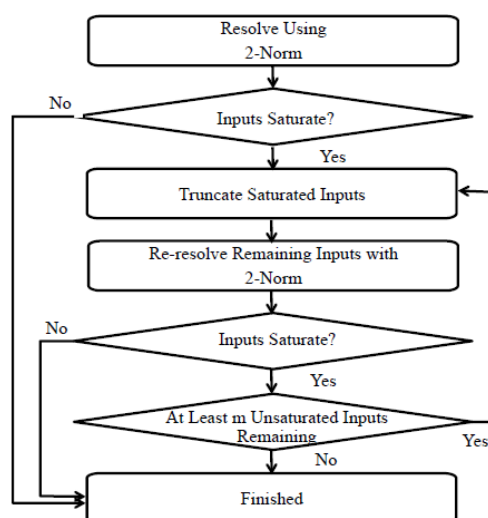 Resolve Using
2-Norm
No
Inputs Saturate?
Yes
Truncate Saturated Inputs
Re-resolve Remaining Inputs with
2-Norm
No
Inputs Saturate?
Yes
At Least m Unsaturated Inputs
Remaining
Yes
No
Finished